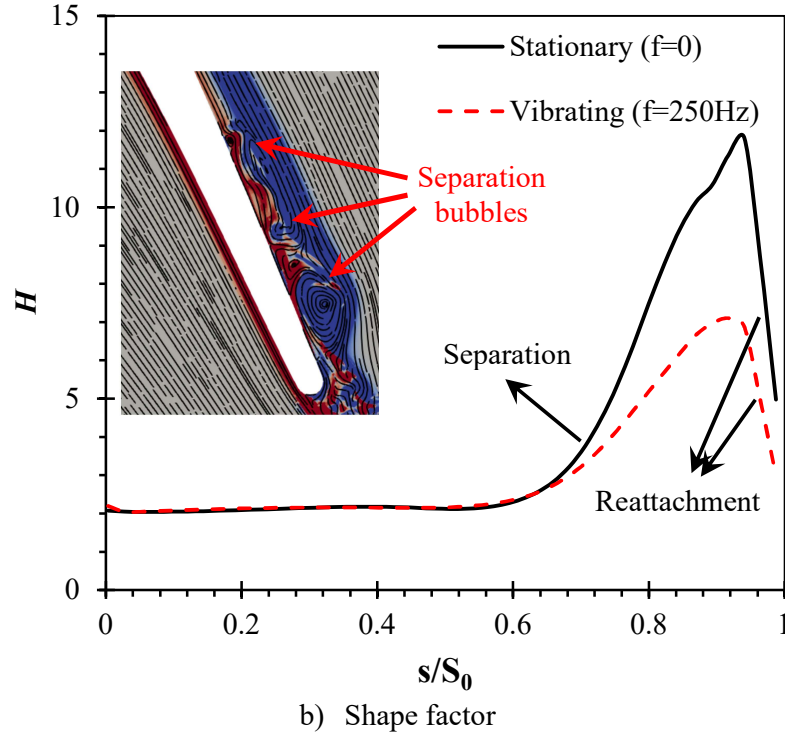 15
10
5
0
H
Stationary (f=0)
Vibrating (f=250Hz)
Separation
bubbles
Separation
Reattachment
0
0.2
0.4
0.6
0.8
1
s/S₀
b) Shape factor